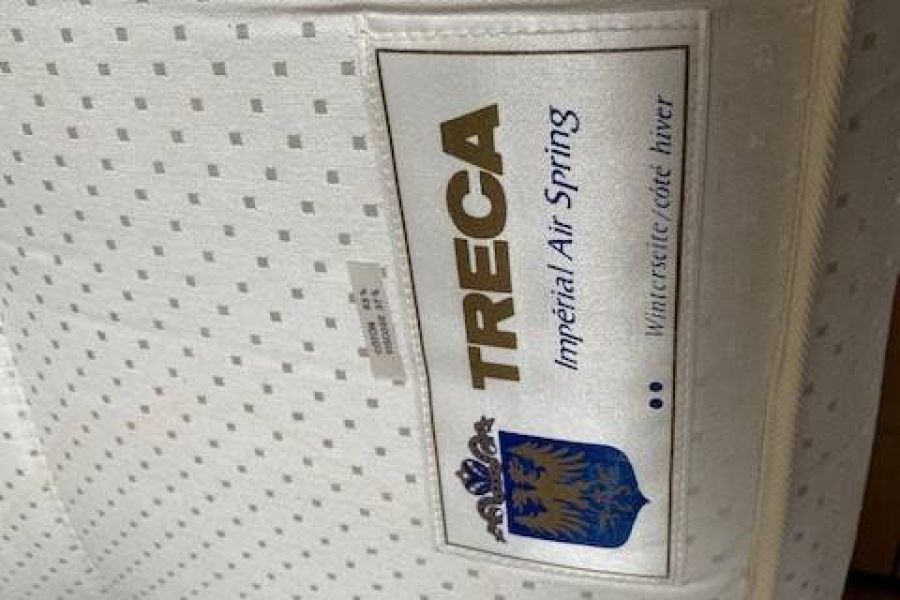 TRECA
Impérial Air Spring
Winterseite/côté hiver